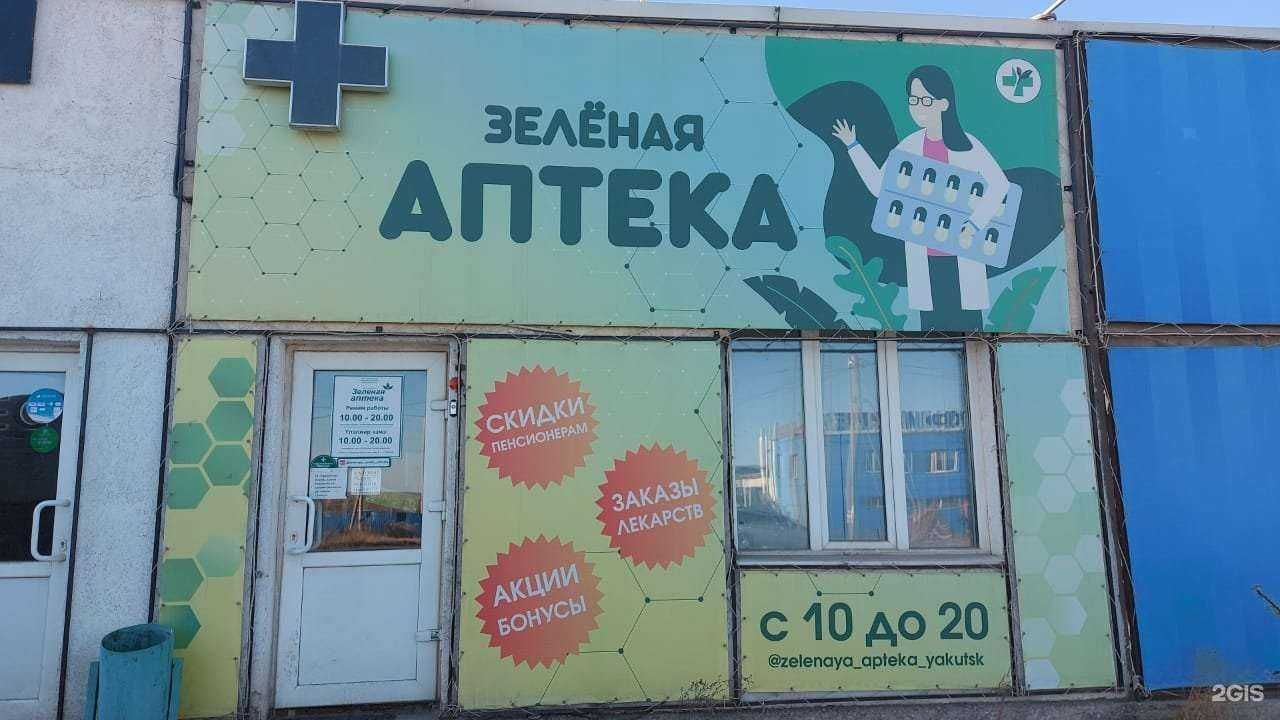 ЗЕЛЁНАЯ
АПТЕКА
Зеленая
аптека
Режим работы
10.00 - 20.00
10.00 - 20.00
СКИДКИ
ПЕНСИОНЕРАМ
ЗАКАЗЫ
ЛЕКАРСТВ
АКЦИИ
БОНУСЫ
с 10 до 20
@zelenaya_apteka_yakutsk
2GIS